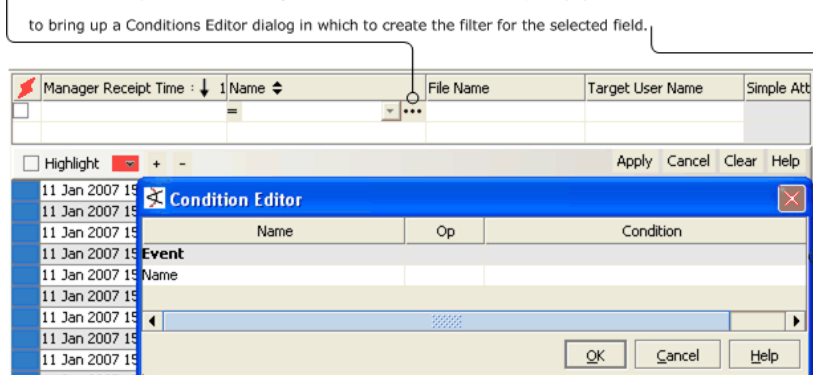 to bring up a Conditions Editor dialog in which to create the filter for the selected field.
Manager Receipt Time : 1 Name File Name Target User Name Simple Att
= ...
Highlight + - Apply Cancel Clear Help
11 Jan 2007 15
Condition Editor
11 Jan 2007 15
11 Jan 2007 15 Name Op Condition
11 Jan 2007 15 Event
11 Jan 2007 15 Name
11 Jan 2007 15
11 Jan 2007 15
11 Jan 2007 15
11 Jan 2007 15 OK Cancel Help